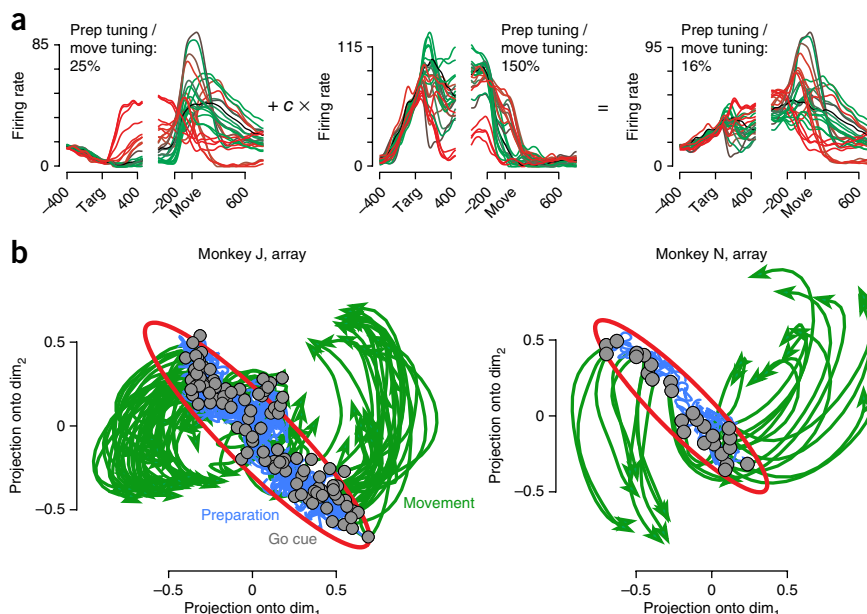 a
Prep tuning /
move tuning:
25%
Firing rate
85
0
−400
Targ
400
−200
Move
600
+ c ×
Prep tuning /
move tuning:
150%
Firing rate
115
0
−400
Targ
400
−200
Move
600
=
Prep tuning /
move tuning:
16%
Firing rate
95
0
−400
Targ
400
−200
Move
600
b
Monkey J, array
Projection onto dim2
0.5
0
−0.5
Preparation
Go cue
Movement
−0.5
0
0.5
Projection onto dim1
Monkey N, array
Projection onto dim2
0.5
0
−0.5
−0.5
0
0.5
Projection onto dim1